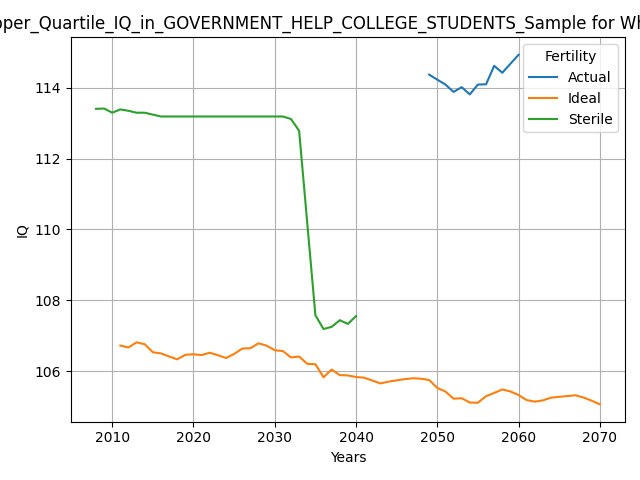 pper_Quartile_IQ_in_GOVERNMENT_HELP_COLLEGE_STUDENTS_Sample for Wh
Fertility
Actual
Ideal
Sterile
114
112
110
108
106
IQ
2010 2020 2030 2040 2050 2060 2070
Years